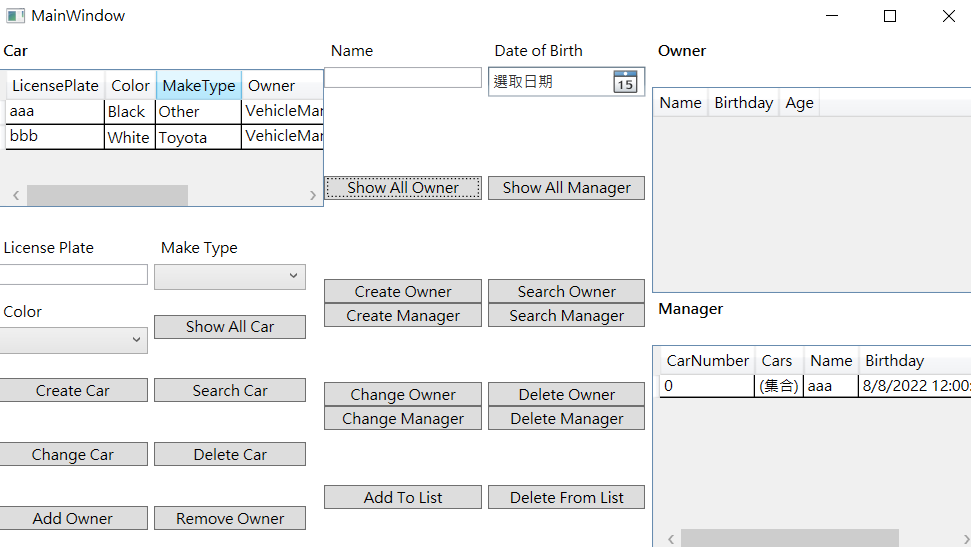 MainWindow
Car
LicensePlate Color MakeType Owner
aaa Black Other VehicleMar
bbb White Toyota VehicleMar
License Plate Make Type
Color
Show All Car
Create Car Search Car
Change Car Delete Car
Add Owner Remove Owner
Name Date of Birth
選取日期 15
Show All Owner Show All Manager
Create Owner Search Owner
Create Manager Search Manager
Change Owner Delete Owner
Change Manager Delete Manager
Add To List Delete From List
Owner
Name Birthday Age
Manager
CarNumber Cars Name Birthday
0 (集合) aaa 8/8/2022 12:00: